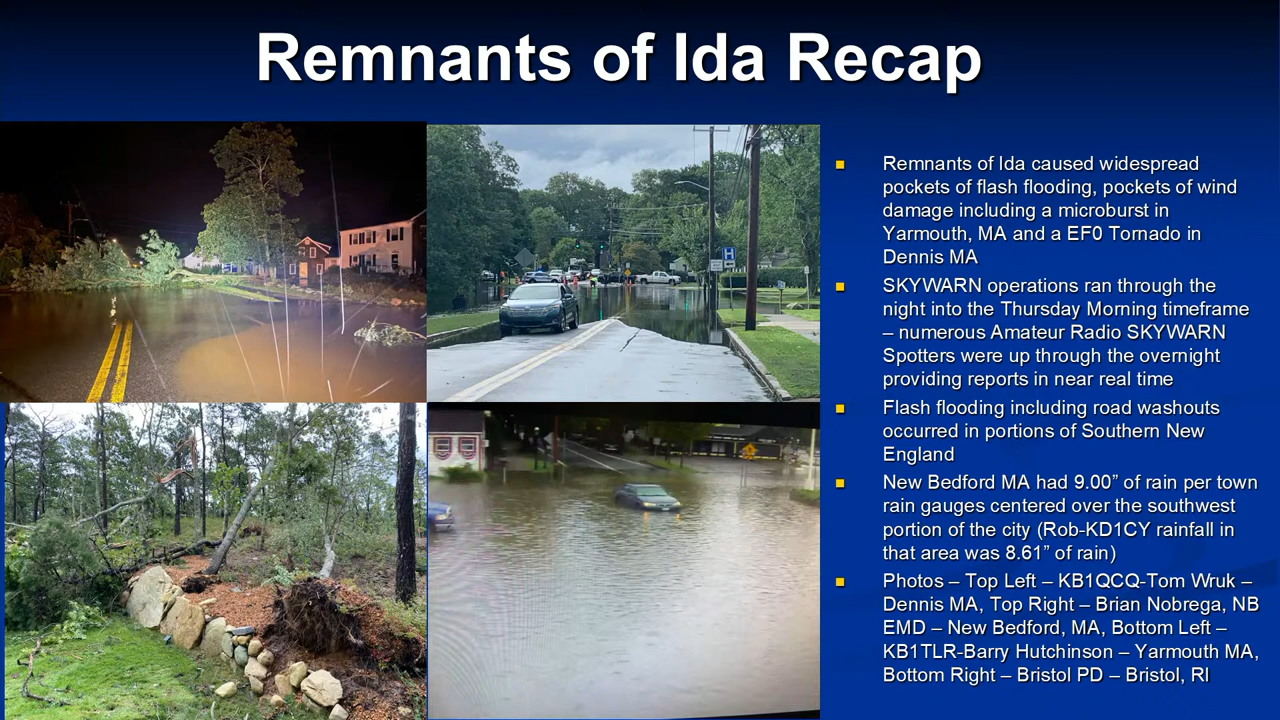 Remnants of Ida Recap
Remnants of Ida caused widespread
pockets of flash flooding, pockets of wind
damage including a microburst in
Yarmouth, MA and a EF0 Tornado in
Dennis MA
SKYWARN operations ran through the
night into the Thursday Morning timeframe
– numerous Amateur Radio SKYWARN
Spotters were up through the overnight
providing reports in near real time
Flash flooding including road washouts
occurred in portions of Southern New
England
New Bedford MA had 9.00” of rain per town
rain gauges centered over the southwest
portion of the city (Rob-KD1CY rainfall in
that area was 8.61” of rain)
Photos – Top Left – KB1QCQ-Tom Wruk –
Dennis MA, Top Right – Brian Nobrega, NB
EMD – New Bedford, MA, Bottom Left –
KB1TLR-Barry Hutchinson – Yarmouth MA,
Bottom Right – Bristol PD – Bristol, RI
H